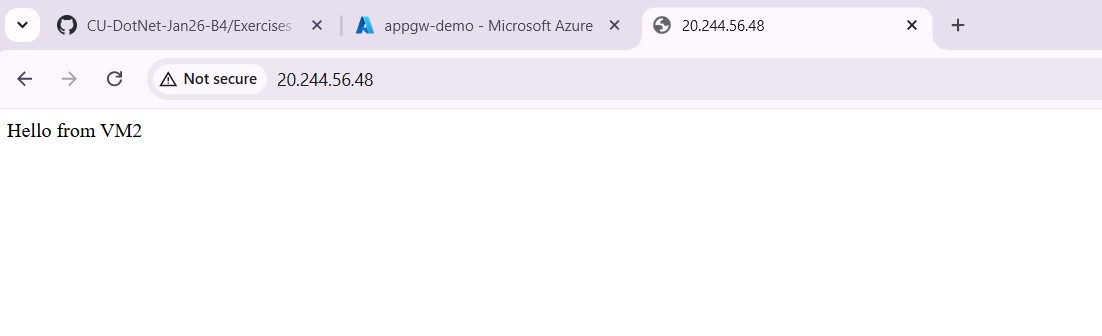 CU-DotNet-Jan26-B4/Exercises
appgw-demo - Microsoft Azure
20.244.56.48
Not secure
20.244.56.48
Hello from VM2